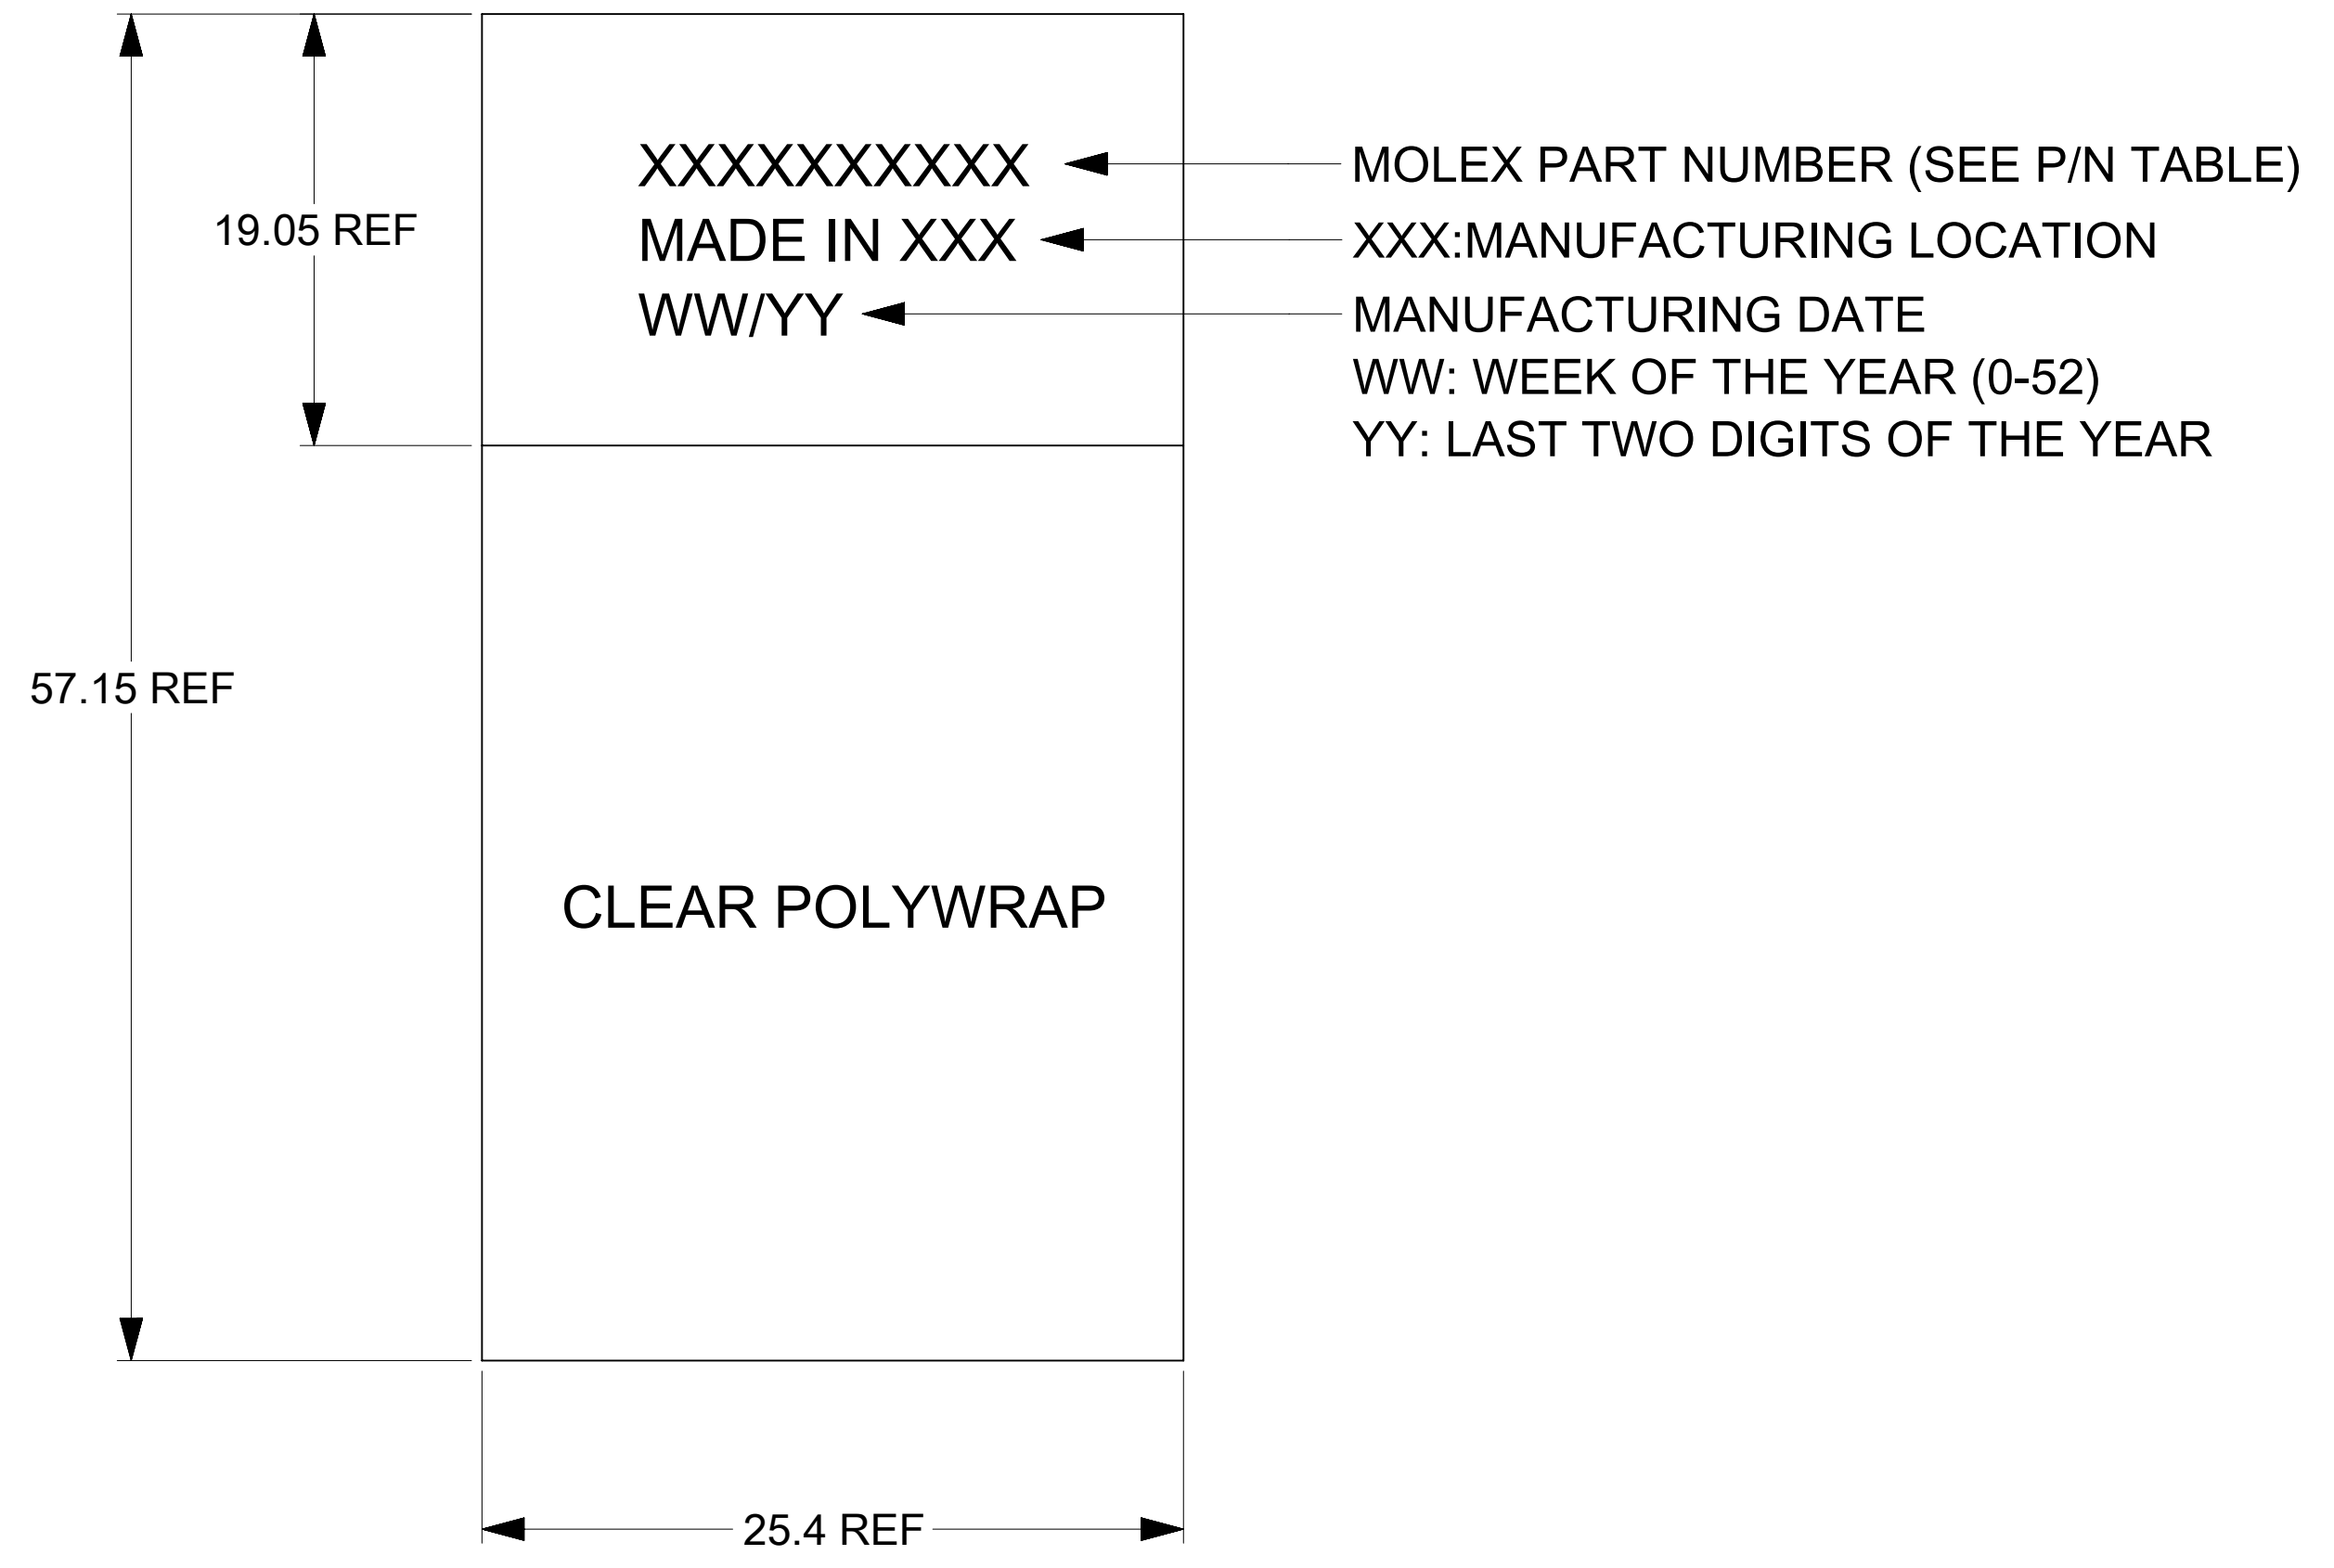 XXXXXXXXXX
MOLEX PART NUMBER (SEE P/N TABLE)
19.05 REF
MADE IN XXX
XXX:MANUFACTURING LOCATION
WW/YY
MANUFACTURING DATE
WW: WEEK OF THE YEAR (0-52)
YY: LAST TWO DIGITS OF THE YEAR
57.15 REF
CLEAR POLYWRAP
25.4 REF